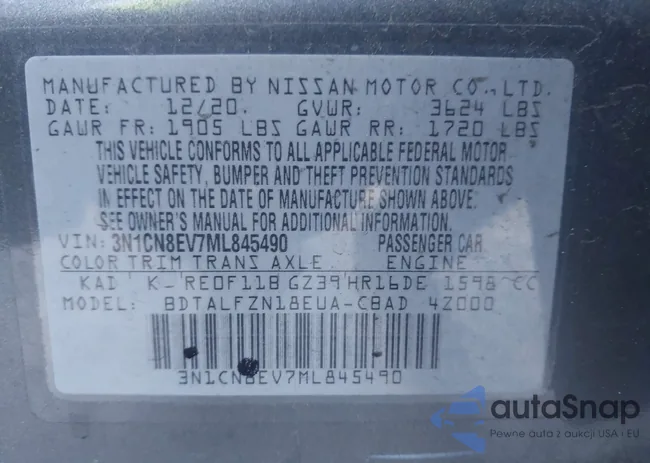 MANUFACTURED BY NISSAN MOTOR CO., LTD.
DATE: 12/20. GVWR: 3624 LBS
GAWR FR: 1905 LBS GAWR RR: 1720 LBS
THIS VEHICLE CONFORMS TO ALL APPLICABLE FEDERAL MOTOR
VEHICLE SAFETY, BUMPER AND THEFT PREVENTION STANDARDS
IN EFFECT ON THE DATE OF MANUFACTURE SHOWN ABOVE.
SEE OWNER'S MANUAL FOR ADDITIONAL INFORMATION.
VIN: 3N1CN8EV7ML845490 PASSENGER CAR
COLOR TRIM TRANS AXLE ENGINE
KAD K- RE0F11B GZ39 HR16DE 1598 CC
MODEL: BDTALFZN18EUA-CBAD 4Z000
3N1CN8EV7ML845490
autaSnap
Pewne auta z aukcji USA i EU